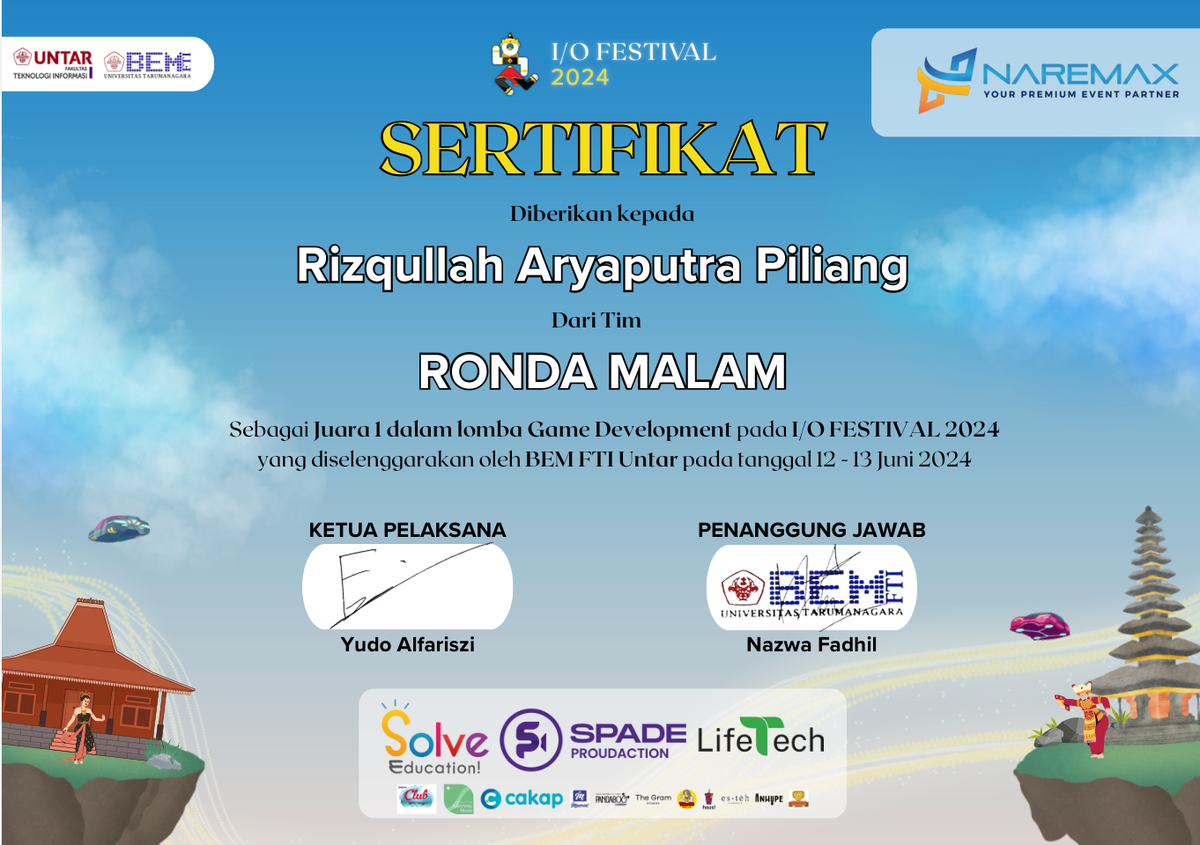 UNTAR
FAKULTAS
TEKNOLOGI INFORMASI
BEM
UNIVERSITAS TARUMANAGARA
I/O FESTIVAL
2024
NAREMAX
YOUR PREMIUM EVENT PARTNER
SERTIFIKAT
Diberikan kepada
Rizqullah Aryaputra Piliang
Dari Tim
RONDA MALAM
Sebagai Juara 1 dalam lomba Game Development pada I/O FESTIVAL 2024
yang diselenggarakan oleh BEM FTI Untar pada tanggal 12 - 13 Juni 2024
KETUA PELAKSANA
Yudo Alfariszi
PENANGGUNG JAWAB
BEM FTI
UNIVERSITAS TARUMANAGARA
Nazwa Fadhil
Solve
Education!
SPADE
PROUDACTION
LifeTech
Club
cakap
PANDABOO
The Gram
haus!
es-teh
ANHYPE